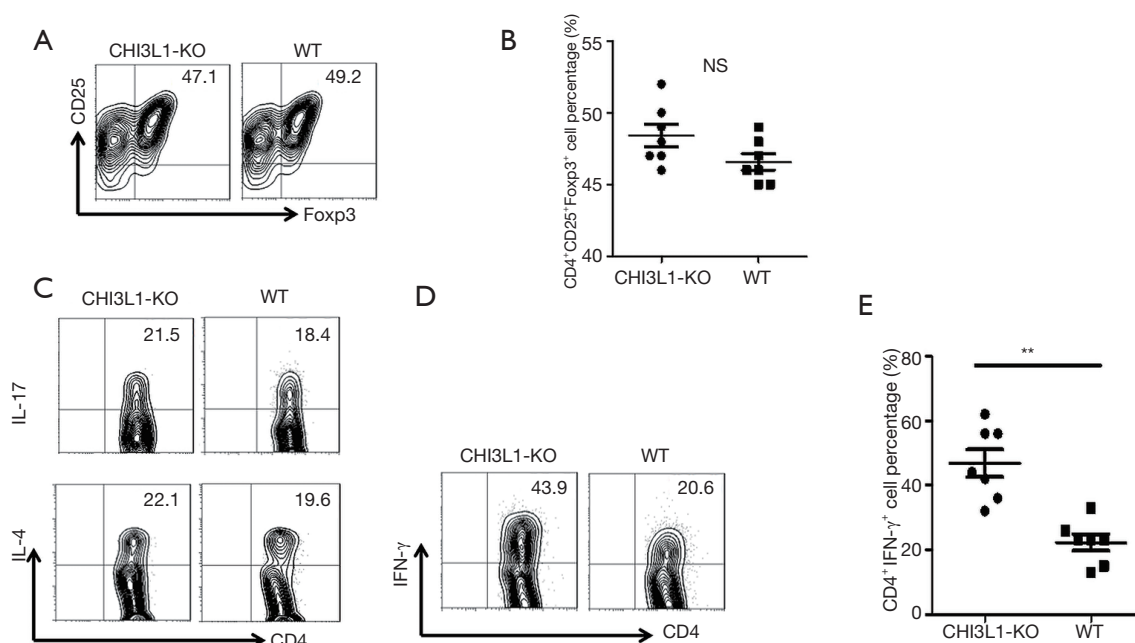 A
CHI3L1-KO WT
47.1 49.2
CD25
Foxp3
B
CD4⁺CD25⁺Foxp3⁺ cell percentage (%)
55
50
45
40
NS
CHI3L1-KO WT
C
CHI3L1-KO WT
21.5 18.4
IL-17
22.1 19.6
IL-4
CD4
D
CHI3L1-KO WT
43.9 20.6
IFN-γ
CD4
E
CD4⁺IFN-γ⁺ cell percentage (%)
80
60
40
20
0
**
CHI3L1-KO WT